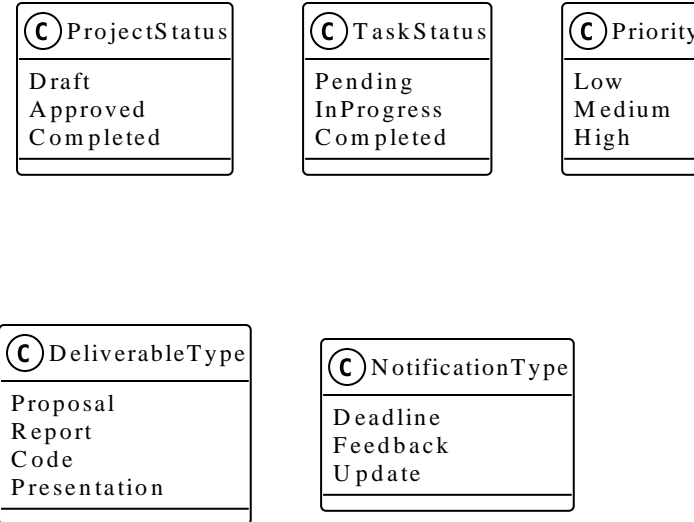 C ProjectStatus
Draft
Approved
Completed
C TaskStatus
Pending
InProgress
Completed
C Priority
Low
Medium
High
C DeliverableType
Proposal
Report
Code
Presentation
C NotificationType
Deadline
Feedback
Update